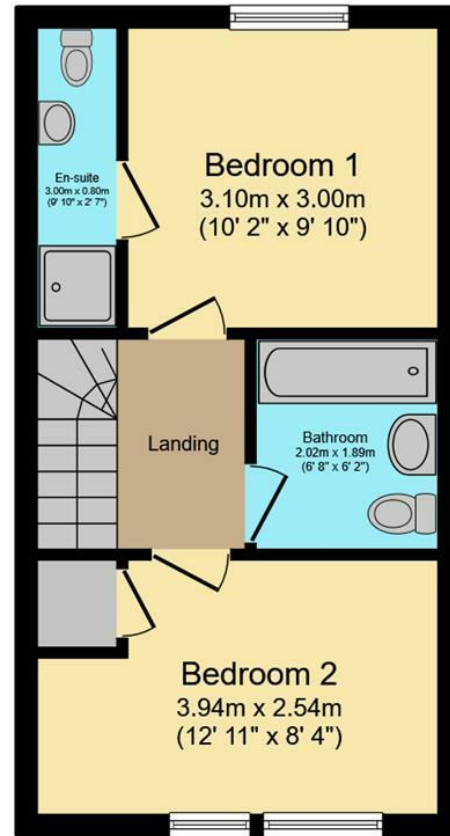 En-suite
3.00m x 0.80m
(9' 10" x 2' 7")
Bedroom 1
3.10m x 3.00m
(10' 2" x 9' 10")
Landing
Bathroom
2.02m x 1.89m
(6' 8" x 6' 2")
Bedroom 2
3.94m x 2.54m
(12' 11" x 8' 4")